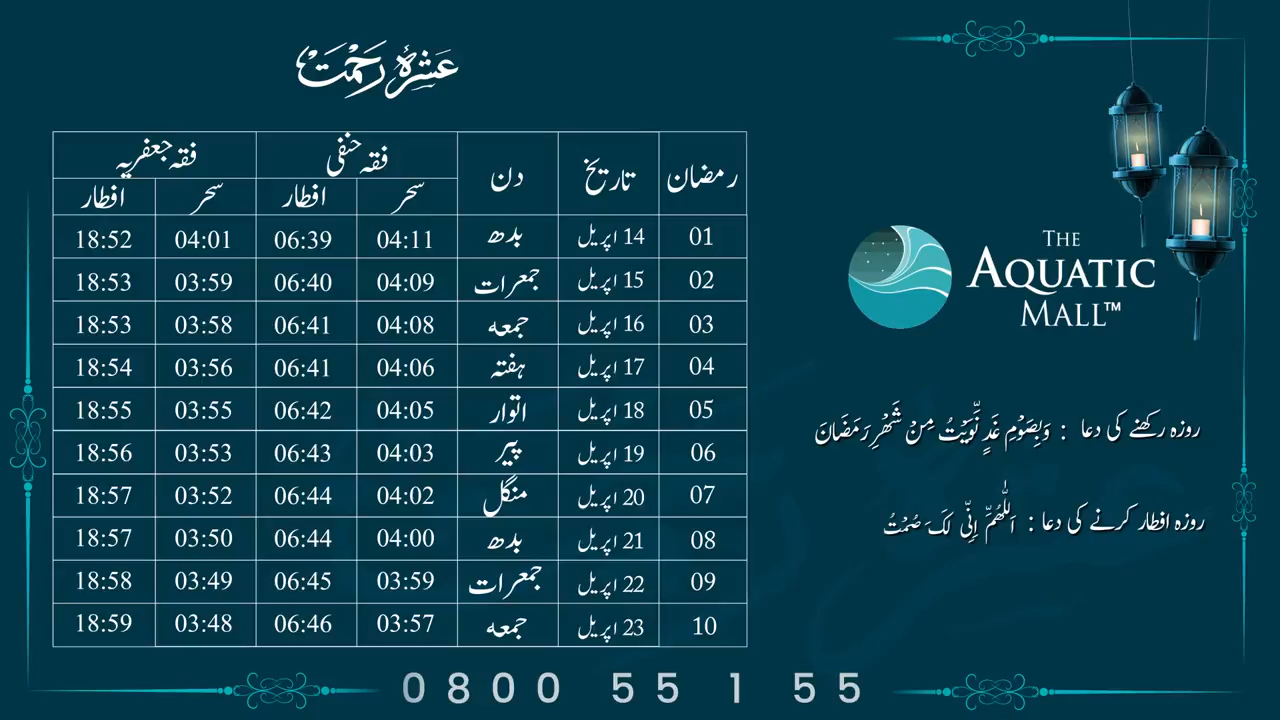 عشرۂ رحمت
رمضان تاریخ دن فقہ حنفی فقہ جعفریہ
سحر افطار سحر افطار
01 14 اپریل بدھ 04:11 06:39 04:01 18:52
02 15 اپریل جمعرات 04:09 06:40 03:59 18:53
03 16 اپریل جمعہ 04:08 06:41 03:58 18:53
04 17 اپریل ہفتہ 04:06 06:41 03:56 18:54
05 18 اپریل اتوار 04:05 06:42 03:55 18:55
06 19 اپریل پیر 04:03 06:43 03:53 18:56
07 20 اپریل منگل 04:02 06:44 03:52 18:57
08 21 اپریل بدھ 04:00 06:44 03:50 18:57
09 22 اپریل جمعرات 03:59 06:45 03:49 18:58
10 23 اپریل جمعہ 03:57 06:46 03:48 18:59
THE
AQUATIC
MALL™
روزہ رکھنے کی دعا : وَبِصَوْمِ غَدٍ نَّوَيْتُ مِنْ شَهْرِ رَمَضَانَ
روزہ افطار کرنے کی دعا : اَللّٰهُمَّ اِنِّی لَکَ صُمْتُ
0800 55 1 55